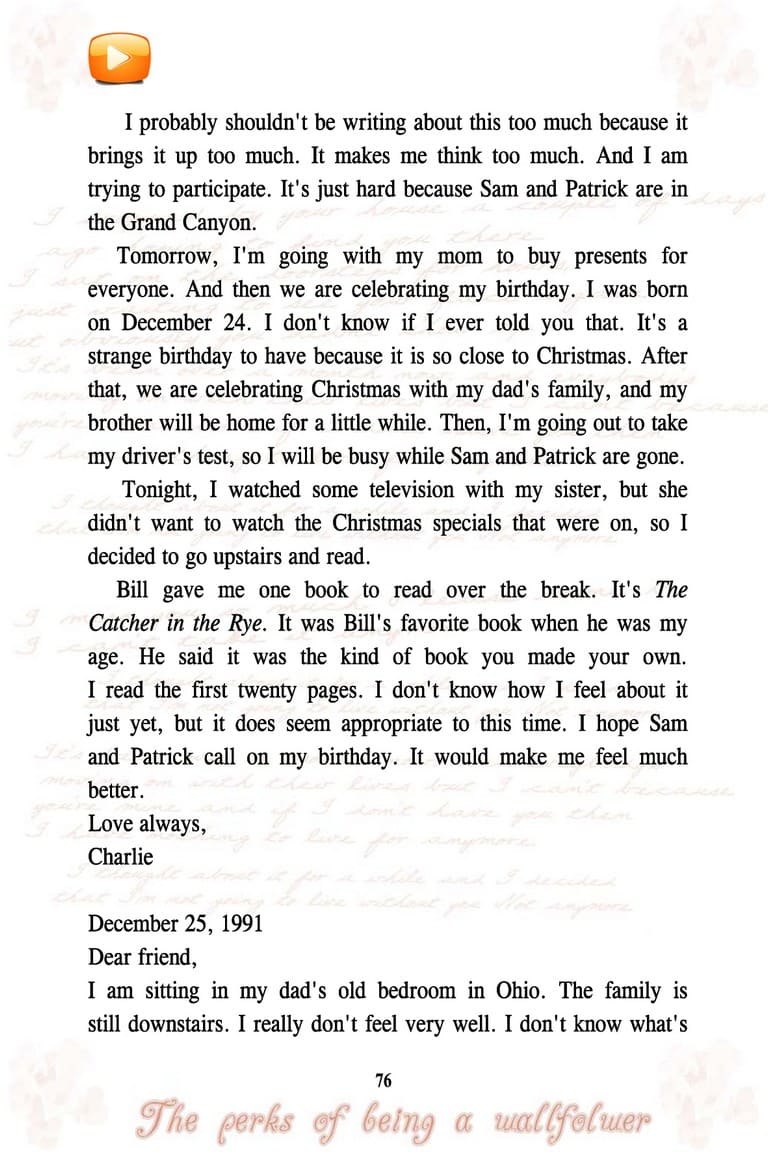 I probably shouldn't be writing about this too much because it
brings it up too much. It makes me think too much. And I am
trying to participate. It's just hard because Sam and Patrick are in
the Grand Canyon.
Tomorrow, I'm going with my mom to buy presents for
everyone. And then we are celebrating my birthday. I was born
on December 24. I don't know if I ever told you that. It's a
strange birthday to have because it is so close to Christmas. After
that, we are celebrating Christmas with my dad's family, and my
brother will be home for a little while. Then, I'm going out to take
my driver's test, so I will be busy while Sam and Patrick are gone.
Tonight, I watched some television with my sister, but she
didn't want to watch the Christmas specials that were on, so I
decided to go upstairs and read.
Bill gave me one book to read over the break. It's The
Catcher in the Rye. It was Bill's favorite book when he was my
age. He said it was the kind of book you made your own.
I read the first twenty pages. I don't know how I feel about it
just yet, but it does seem appropriate to this time. I hope Sam
and Patrick call on my birthday. It would make me feel much
better.
Love always,
Charlie
December 25, 1991
Dear friend,
I am sitting in my dad's old bedroom in Ohio. The family is
still downstairs. I really don't feel very well. I don't know what's
76
The perks of being a wallfolwer